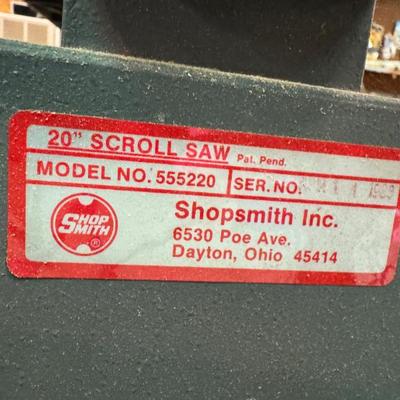 20" SCROLL SAW Pat. Pend.
MODEL NO. 555220 SER. NO.
SHOP SMITH ®
Shopsmith Inc.
6530 Poe Ave.
Dayton, Ohio 45414